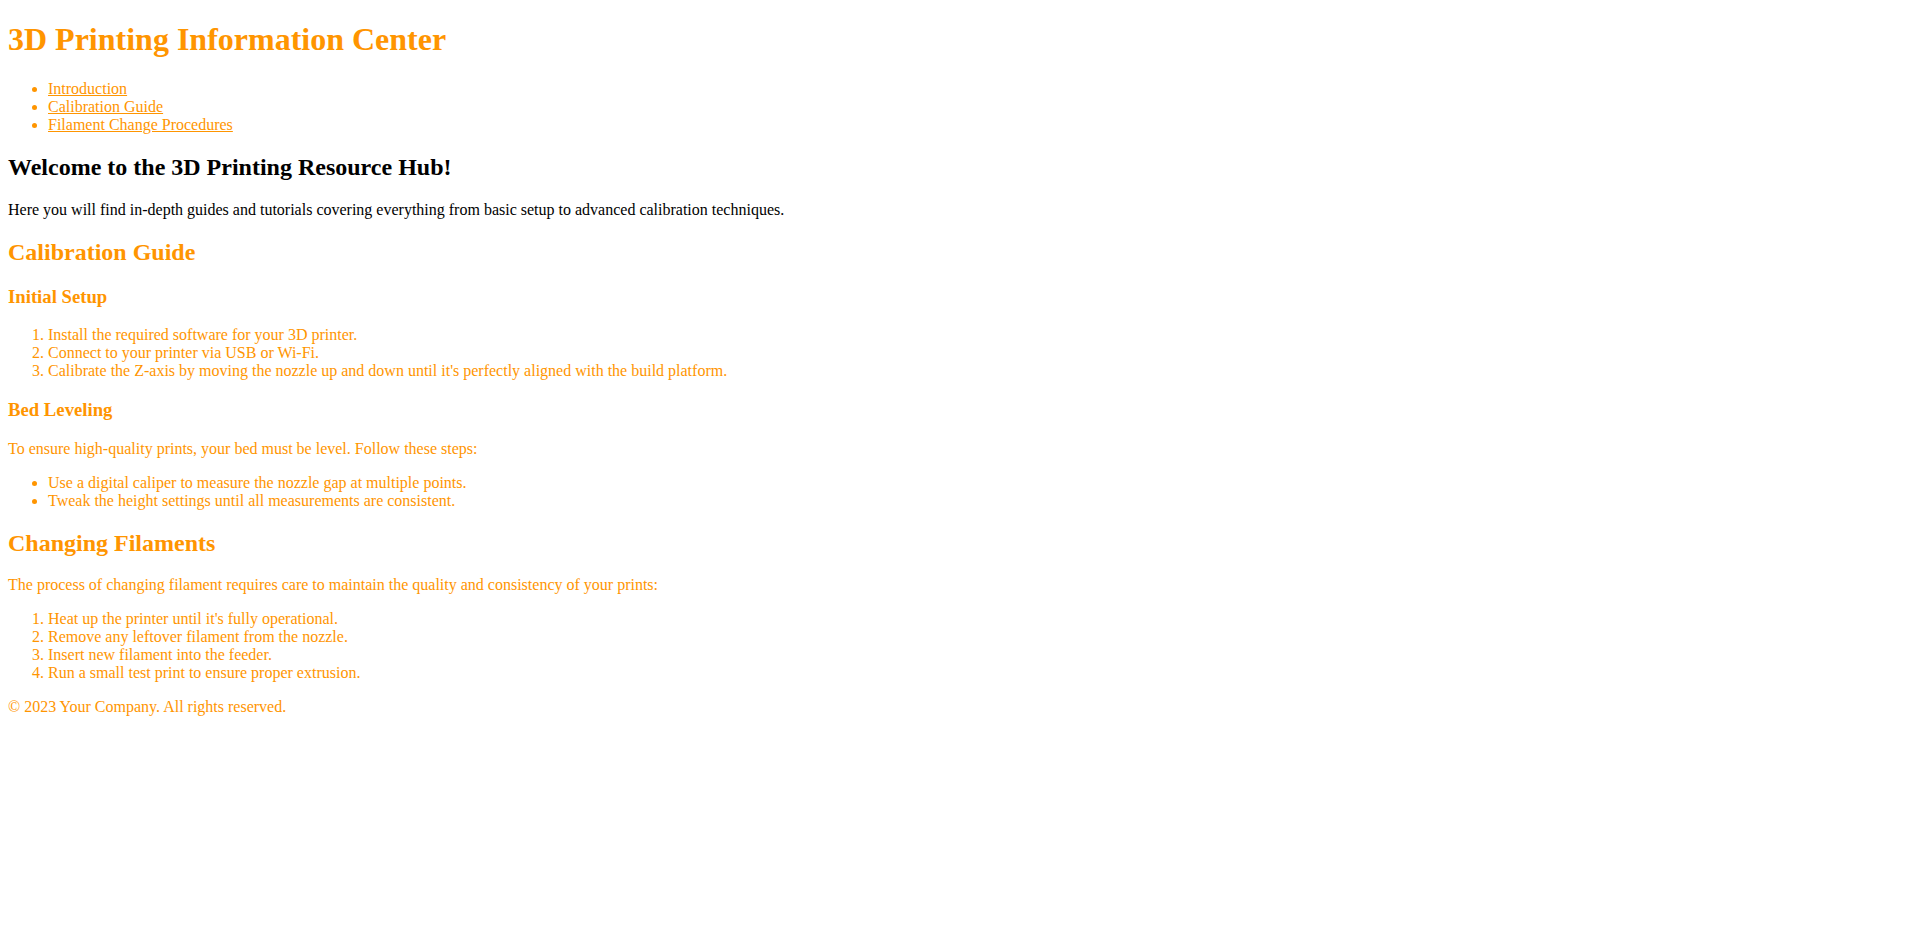 3D Printing Information Center
• Introduction
• Calibration Guide
• Filament Change Procedures
Welcome to the 3D Printing Resource Hub!
Here you will find in-depth guides and tutorials covering everything from basic setup to advanced calibration techniques.
Calibration Guide
Initial Setup
1. Install the required software for your 3D printer.
2. Connect to your printer via USB or Wi-Fi.
3. Calibrate the Z-axis by moving the nozzle up and down until it's perfectly aligned with the build platform.
Bed Leveling
To ensure high-quality prints, your bed must be level. Follow these steps:
• Use a digital caliper to measure the nozzle gap at multiple points.
• Tweak the height settings until all measurements are consistent.
Changing Filaments
The process of changing filament requires care to maintain the quality and consistency of your prints:
1. Heat up the printer until it's fully operational.
2. Remove any leftover filament from the nozzle.
3. Insert new filament into the feeder.
4. Run a small test print to ensure proper extrusion.
© 2023 Your Company. All rights reserved.